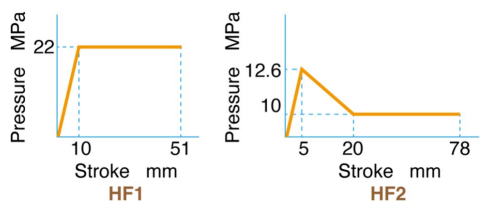 Pressure MPa
22
10 51
Stroke mm
HF1
Pressure MPa
12.6
10
5 20 78
Stroke mm
HF2